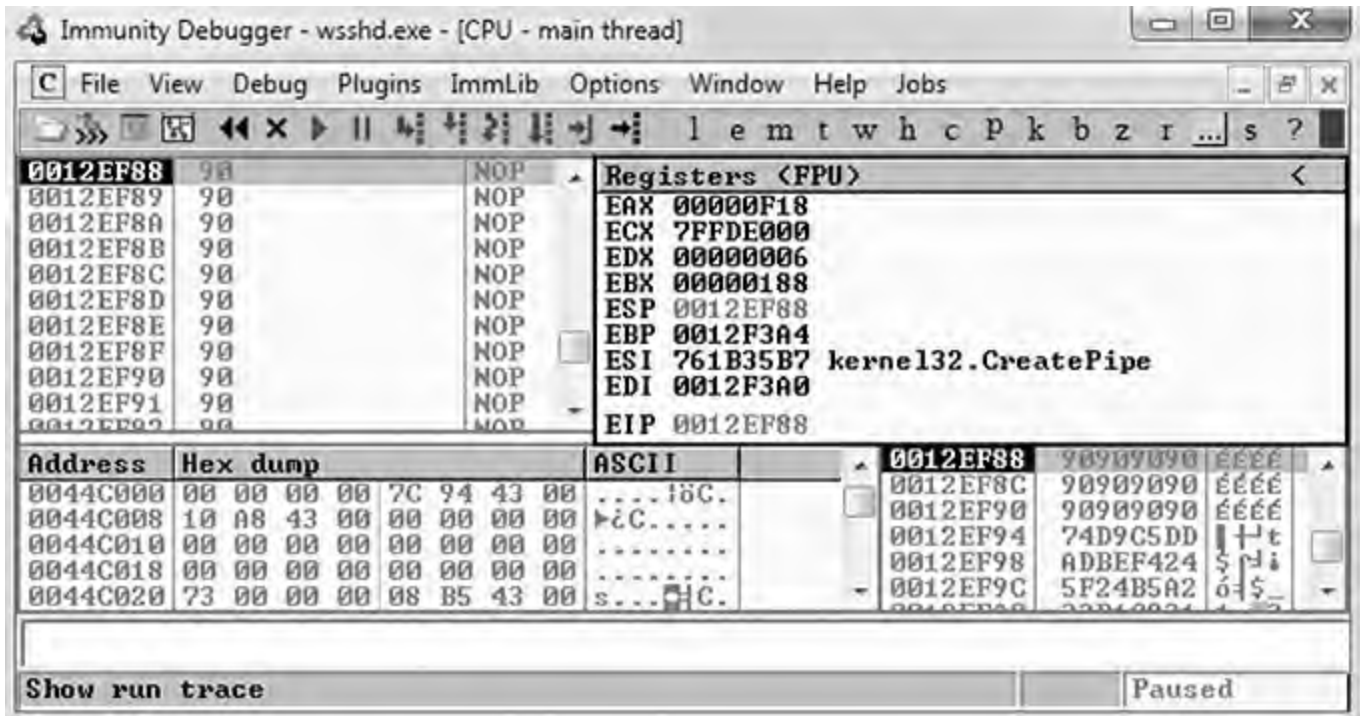 Immunity Debugger - wsshd.exe - [CPU - main thread]
C File View Debug Plugins ImmLib Options Window Help Jobs
l e m t w h c P k b z r ... s ?
0012EF88 90 NOP
0012EF89 90 NOP
0012EF8A 90 NOP
0012EF8B 90 NOP
0012EF8C 90 NOP
0012EF8D 90 NOP
0012EF8E 90 NOP
0012EF8F 90 NOP
0012EF90 90 NOP
0012EF91 90 NOP
0012EF92 90 NOP
Registers (FPU) <
EAX 00000F18
ECX 7FFDE000
EDX 00000006
EBX 00000188
ESP 0012EF88
EBP 0012F3A4
ESI 761B35B7 kernel32.CreatePipe
EDI 0012F3A0
EIP 0012EF88
Address Hex dump ASCII
0044C000 00 00 00 00 7C 94 43 00 ....¦öC.
0044C008 10 A8 43 00 00 00 00 00 ►¿C.....
0044C010 00 00 00 00 00 00 00 00 ........
0044C018 00 00 00 00 00 00 00 00 ........
0044C020 73 00 00 00 08 B5 43 00 s...◘╡C.
0012EF88 90909090 ÉÉÉÉ
0012EF8C 90909090 ÉÉÉÉ
0012EF90 90909090 ÉÉÉÉ
0012EF94 74D9C5DD ▌┼┘t
0012EF98 ADBEF424 $⌠╛¡
0012EF9C 5F24B5A2 ó╡$_
Show run trace
Paused